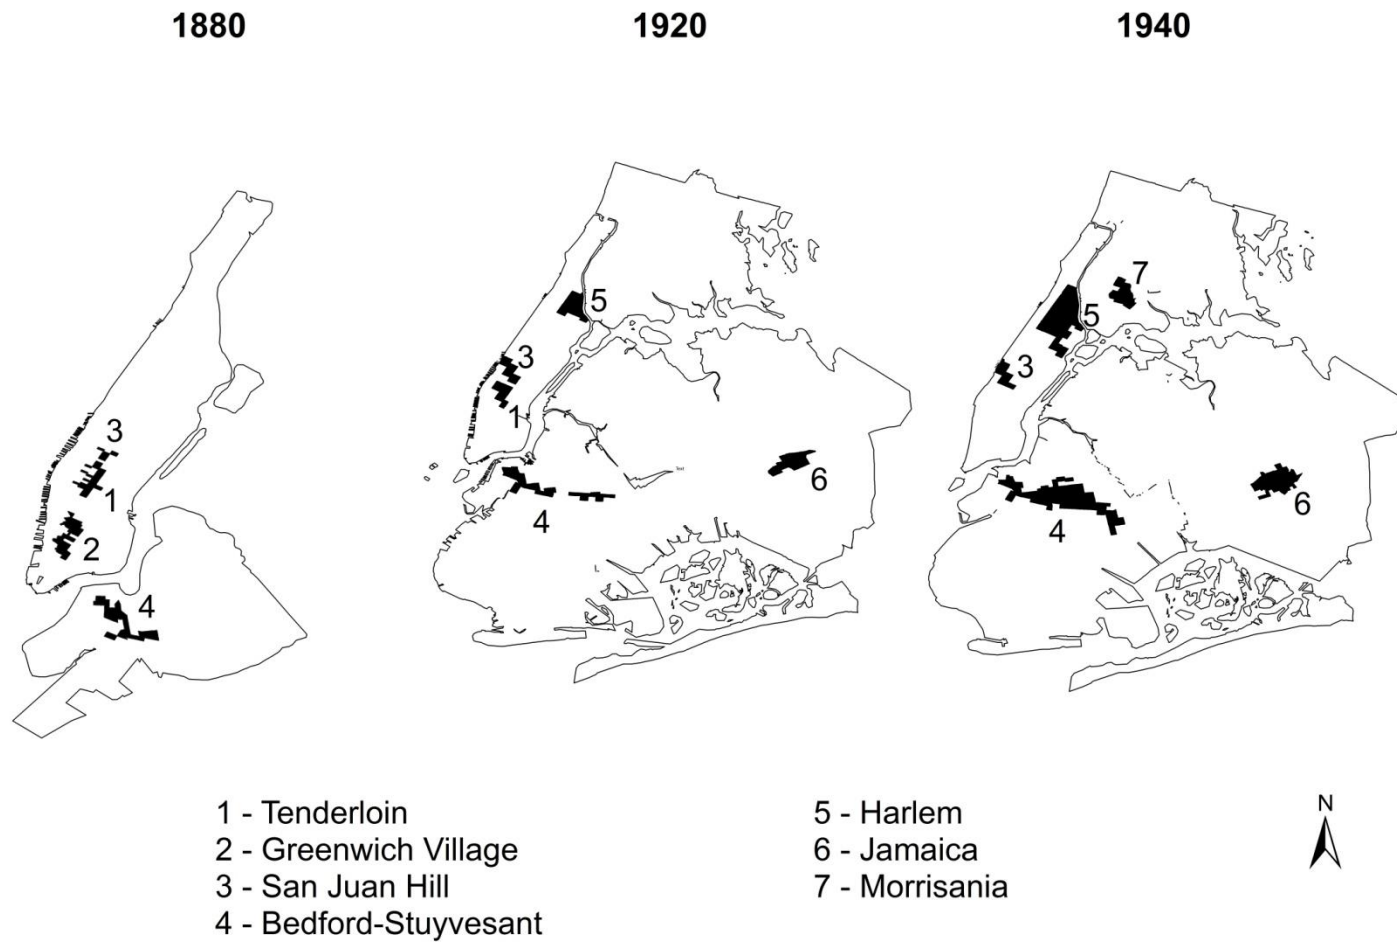 1880
1920
1940
3
1
2
4
5
3
1
4
6
7
5
3
4
6
1 - Tenderloin
2 - Greenwich Village
3 - San Juan Hill
4 - Bedford-Stuyvesant
5 - Harlem
6 - Jamaica
7 - Morrisania
N